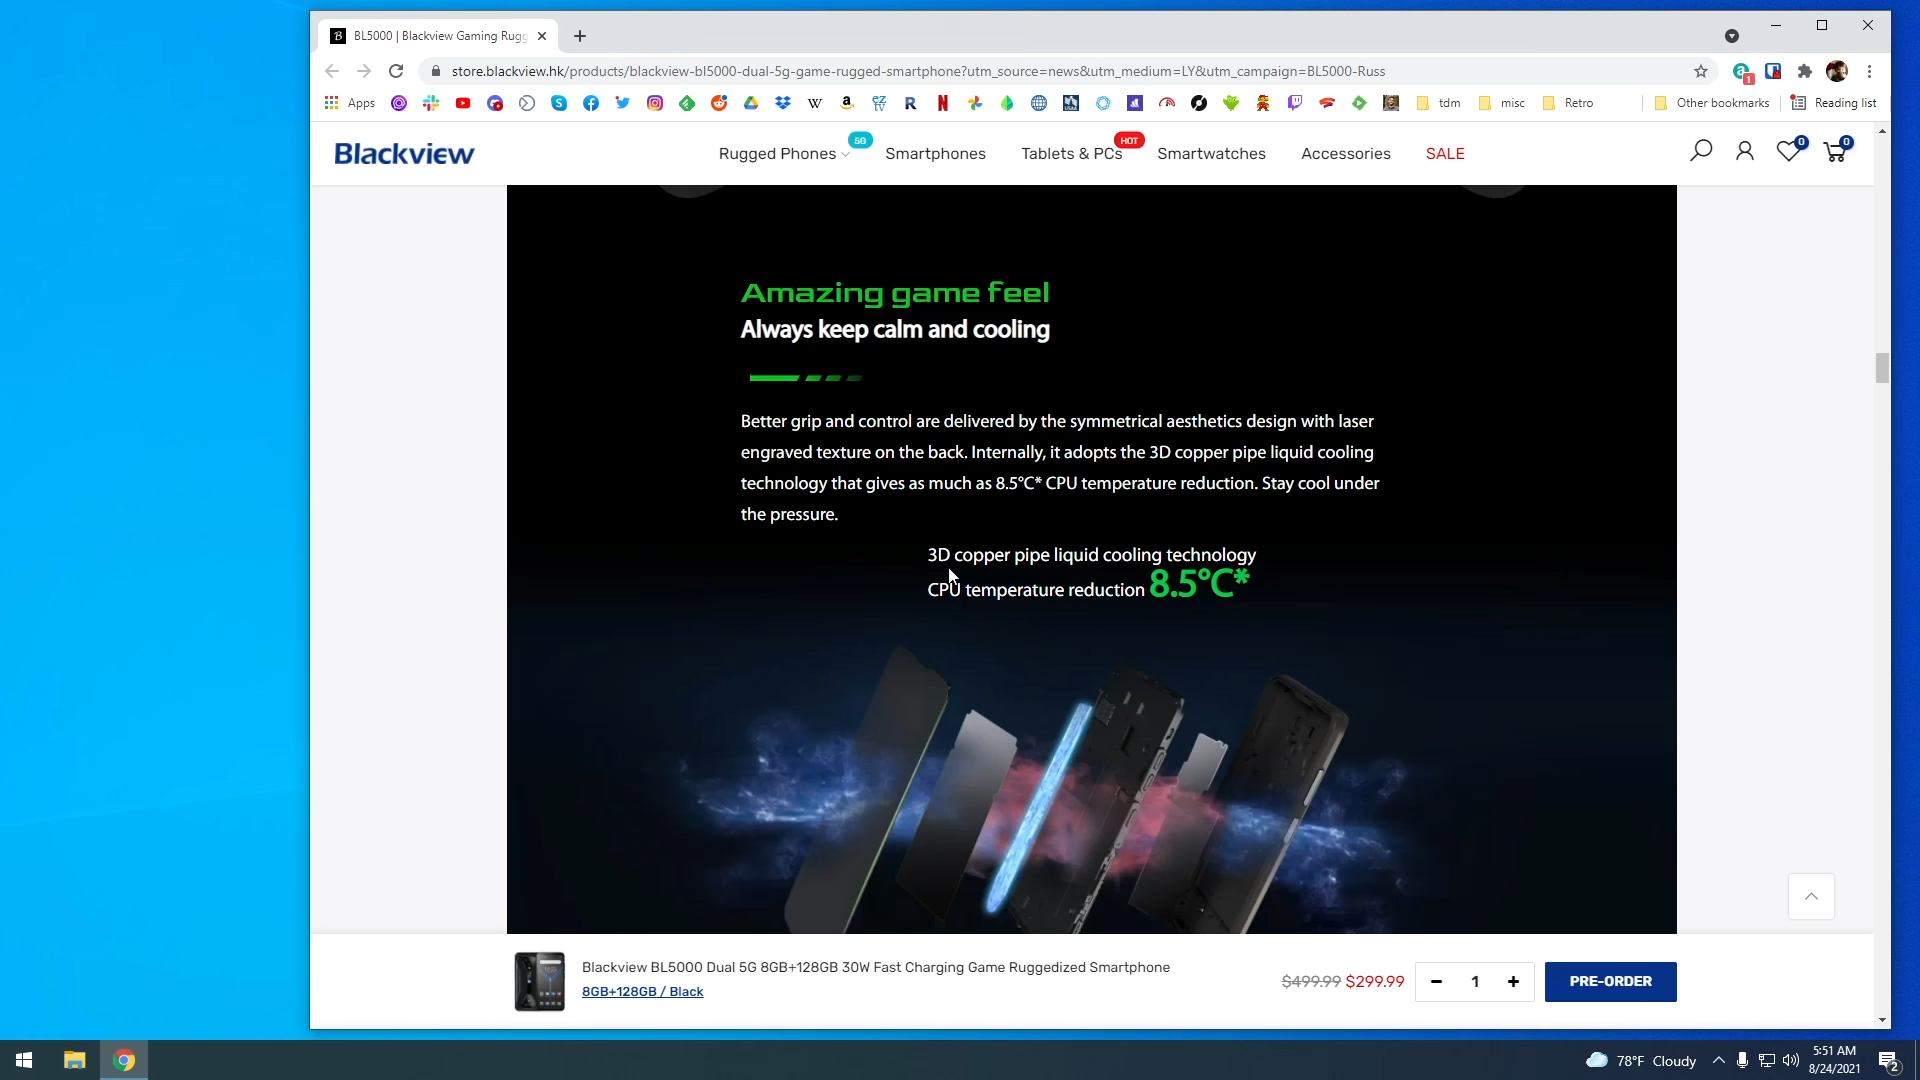 BL5000 | Blackview Gaming Rugg
store.blackview.hk/products/blackview-bl5000-dual-5g-game-rugged-smartphone?utm_source=news&utm_medium=LY&utm_campaign=BL5000-Russ
1
Apps
tdm
misc
Retro
Other bookmarks
Reading list
Blackview
Rugged Phones
5G
Smartphones
Tablets & PCs
HOT
Smartwatches
Accessories
SALE
0
0
Amazing game feel
Always keep calm and cooling
Better grip and control are delivered by the symmetrical aesthetics design with laser
engraved texture on the back. Internally, it adopts the 3D copper pipe liquid cooling
technology that gives as much as 8.5°C* CPU temperature reduction. Stay cool under
the pressure.
3D copper pipe liquid cooling technology
CPU temperature reduction 8.5°C*
Blackview BL5000 Dual 5G 8GB+128GB 30W Fast Charging Game Ruggedized Smartphone
8GB+128GB / Black
$499.99 $299.99
1
PRE-ORDER
78°F Cloudy
5:51 AM
8/24/2021
2